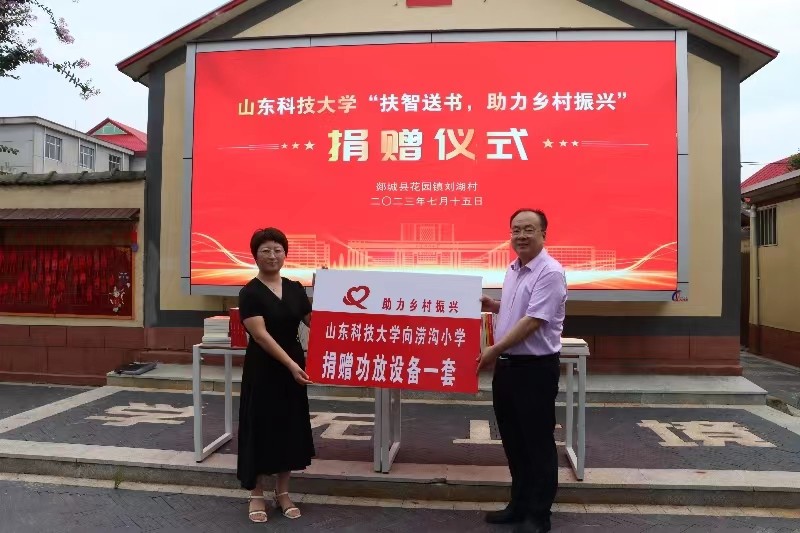 山东科技大学“扶智送书，助力乡村振兴”
捐赠仪式
郯城县花园镇刘湖村
二〇二三年七月十五日
助力乡村振兴
山东科技大学向涝沟小学
捐赠功放设备一套